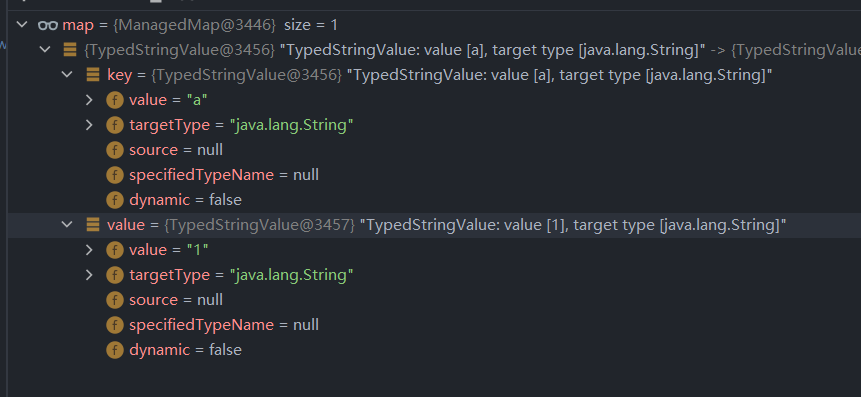 map = {ManagedMap@3446} size = 1
{TypedStringValue@3456} "TypedStringValue: value [a], target type [java.lang.String]" -> {TypedStringValue
key = {TypedStringValue@3456} "TypedStringValue: value [a], target type [java.lang.String]"
f value = "a"
f targetType = "java.lang.String"
f source = null
f specifiedTypeName = null
f dynamic = false
value = {TypedStringValue@3457} "TypedStringValue: value [1], target type [java.lang.String]"
f value = "1"
f targetType = "java.lang.String"
f source = null
f specifiedTypeName = null
f dynamic = false